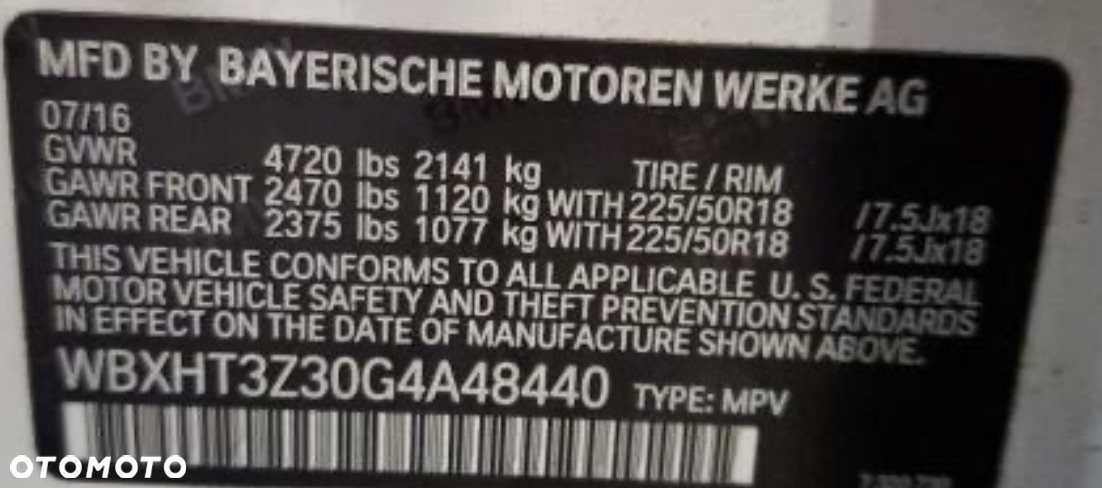 MFD BY BAYERISCHE MOTOREN WERKE AG
07/16
GVWR 4720 lbs 2141 kg TIRE / RIM
GAWR FRONT 2470 lbs 1120 kg WITH 225/50R18 /7.5Jx18
GAWR REAR 2375 lbs 1077 kg WITH 225/50R18 /7.5Jx18
THIS VEHICLE CONFORMS TO ALL APPLICABLE U. S. FEDERAL
MOTOR VEHICLE SAFETY AND THEFT PREVENTION STANDARDS
IN EFFECT ON THE DATE OF MANUFACTURE SHOWN ABOVE.
WBXHT3Z30G4A48440 TYPE: MPV
OTOMOTO